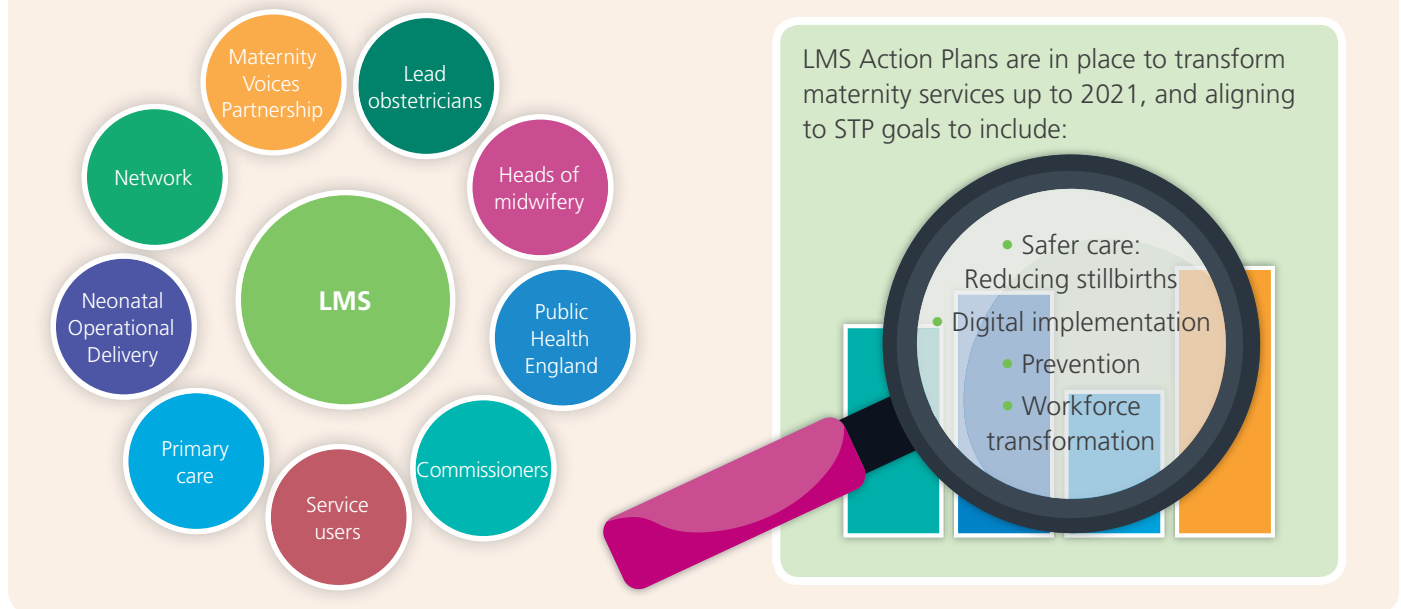 Maternity
Voices
Partnership
Lead
obstetricians
Heads of
midwifery
Public
Health
England
Commissioners
Service
users
Primary
care
Neonatal
Operational
Delivery
Network
LMS
LMS Action Plans are in place to transform
maternity services up to 2021, and aligning
to STP goals to include:
• Safer care:
Reducing stillbirths
• Digital implementation
• Prevention
• Workforce
transformation